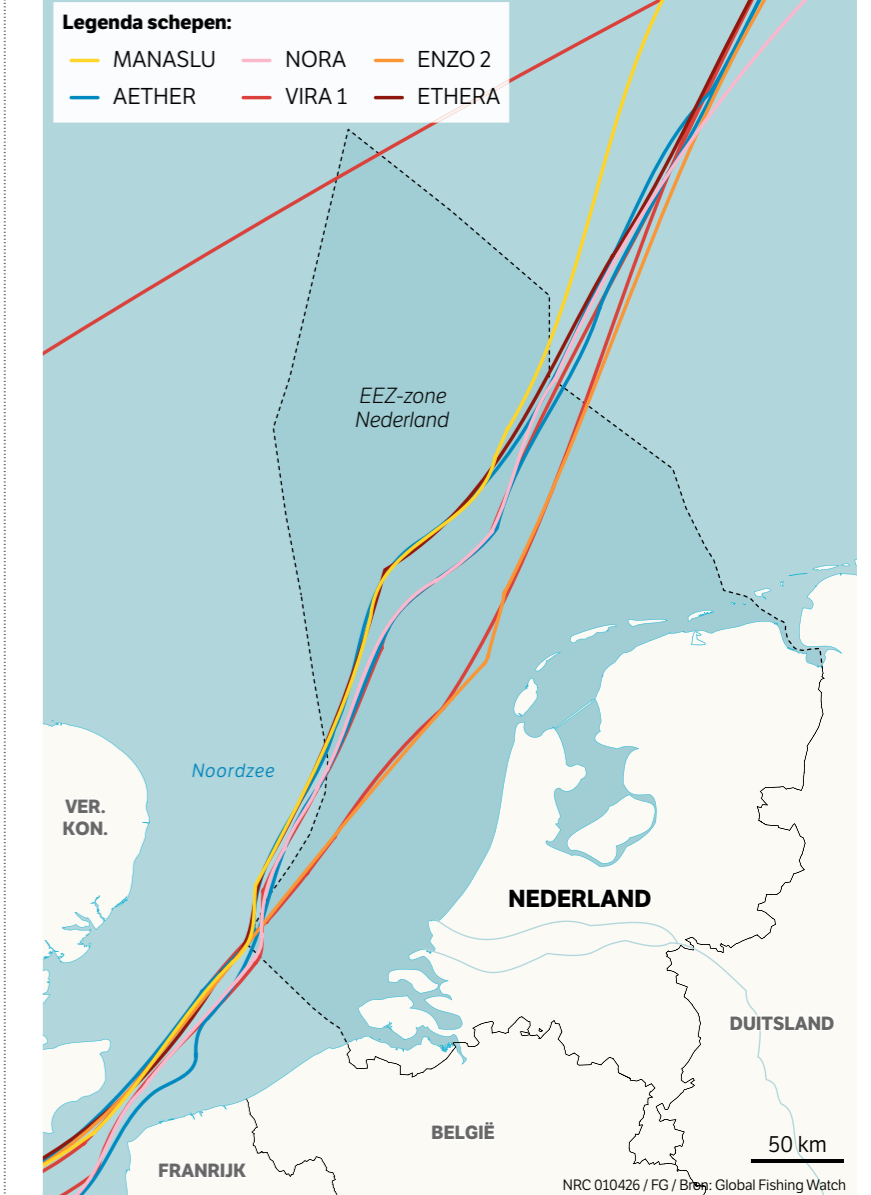 Legenda schepen:
MANASLU NORA ENZO 2
AETHER VIRA 1 ETHERA
EEZ-zone
Nederland
Noordzee
VER.
KON.
NEDERLAND
DUITSLAND
BELGIË
50 km
FRANRIJK
NRC 010426 / FG / Bron: Global Fishing Watch